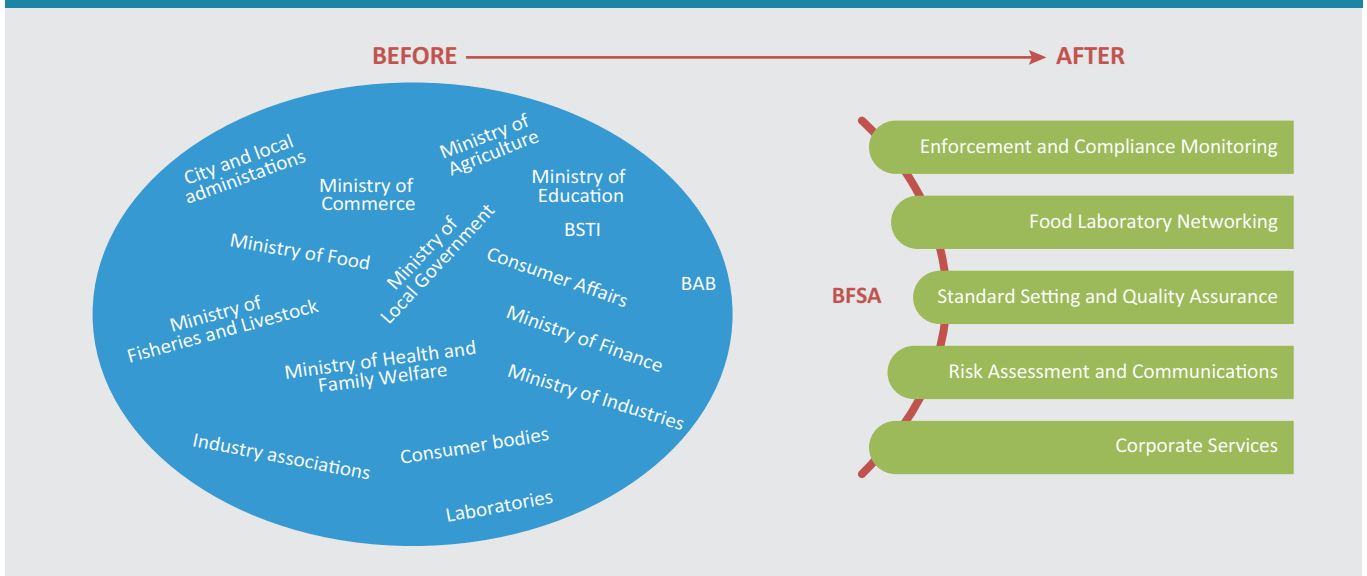 BEFORE
AFTER
City and local
administations
Ministry of
Commerce
Ministry of
Agriculture
Ministry of
Education
BSTI
Ministry of Food
Ministry of
Local Government
Consumer Affairs
BAB
Ministry of
Fisheries and Livestock
Ministry of Finance
Ministry of Health and
Family Welfare
Ministry of Industries
Industry associations
Consumer bodies
Laboratories
BFSA
Enforcement and Compliance Monitoring
Food Laboratory Networking
Standard Setting and Quality Assurance
Risk Assessment and Communications
Corporate Services